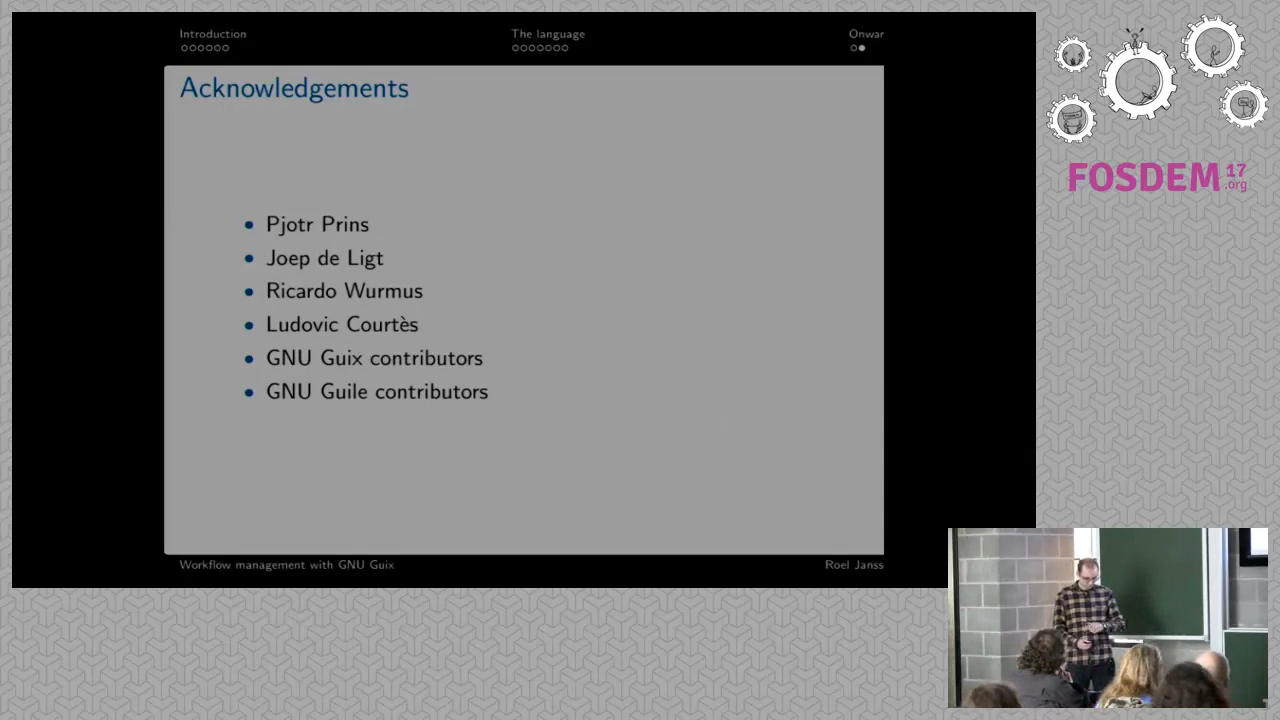 Introduction
The language
Onwar
Acknowledgements
Pjotr Prins
Joep de Ligt
Ricardo Wurmus
Ludovic Courtès
GNU Guix contributors
GNU Guile contributors
Workflow management with GNU Guix
Roel Janss
FOSDEM 17 .org